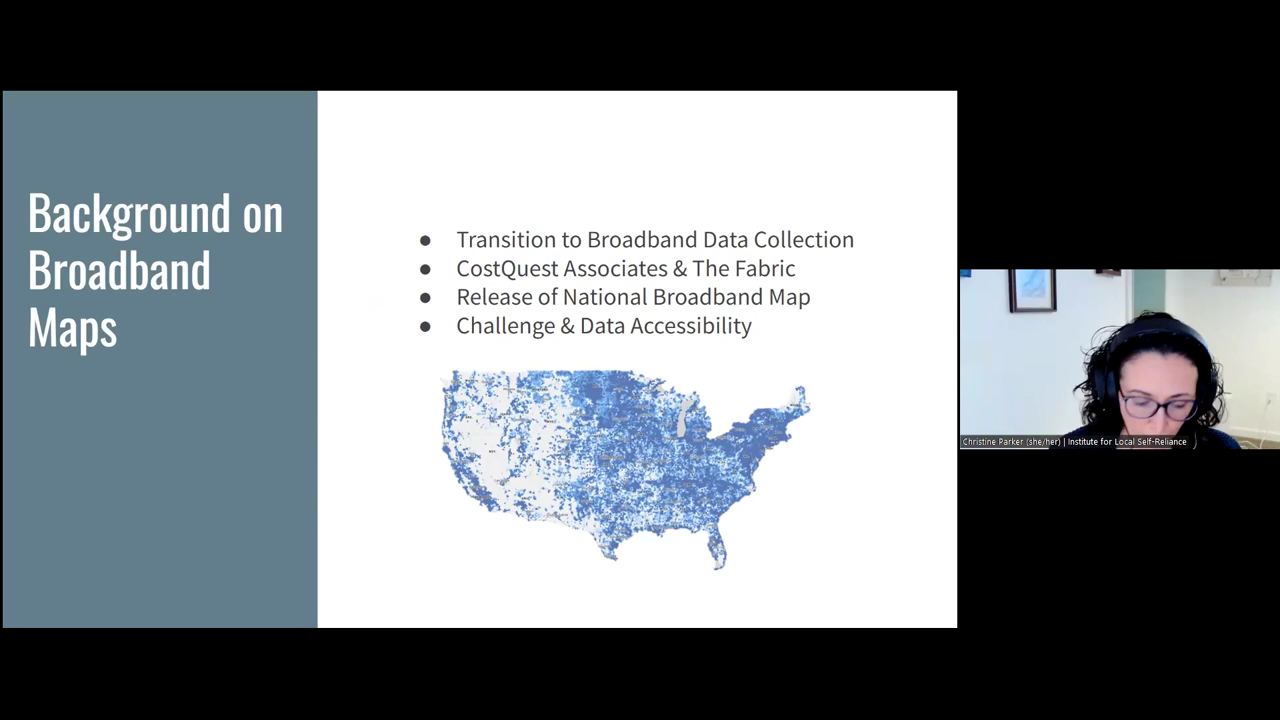 Background on
Broadband
Maps
● Transition to Broadband Data Collection
● CostQuest Associates & The Fabric
● Release of National Broadband Map
● Challenge & Data Accessibility
Christine Parker (she/her) | Institute for Local Self-Reliance